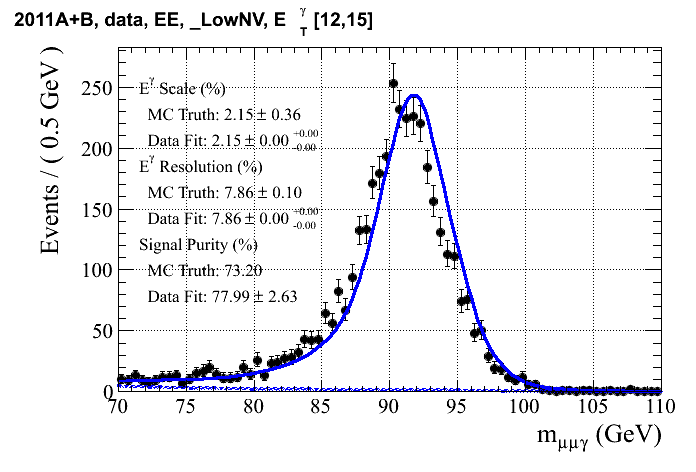 2011A+B, data, EE, _LowNV, E γ T [12,15]
Events / ( 0.5 GeV )
250
200
150
100
50
0
Eγ Scale (%)
MC Truth: 2.15 ± 0.36
Data Fit: 2.15 ± 0.00 +0.00 -0.00
Eγ Resolution (%)
MC Truth: 7.86 ± 0.10
Data Fit: 7.86 ± 0.00 +0.00 -0.00
Signal Purity (%)
MC Truth: 73.20
Data Fit: 77.99 ± 2.63
70 75 80 85 90 95 100 105 110
mμμγ (GeV)